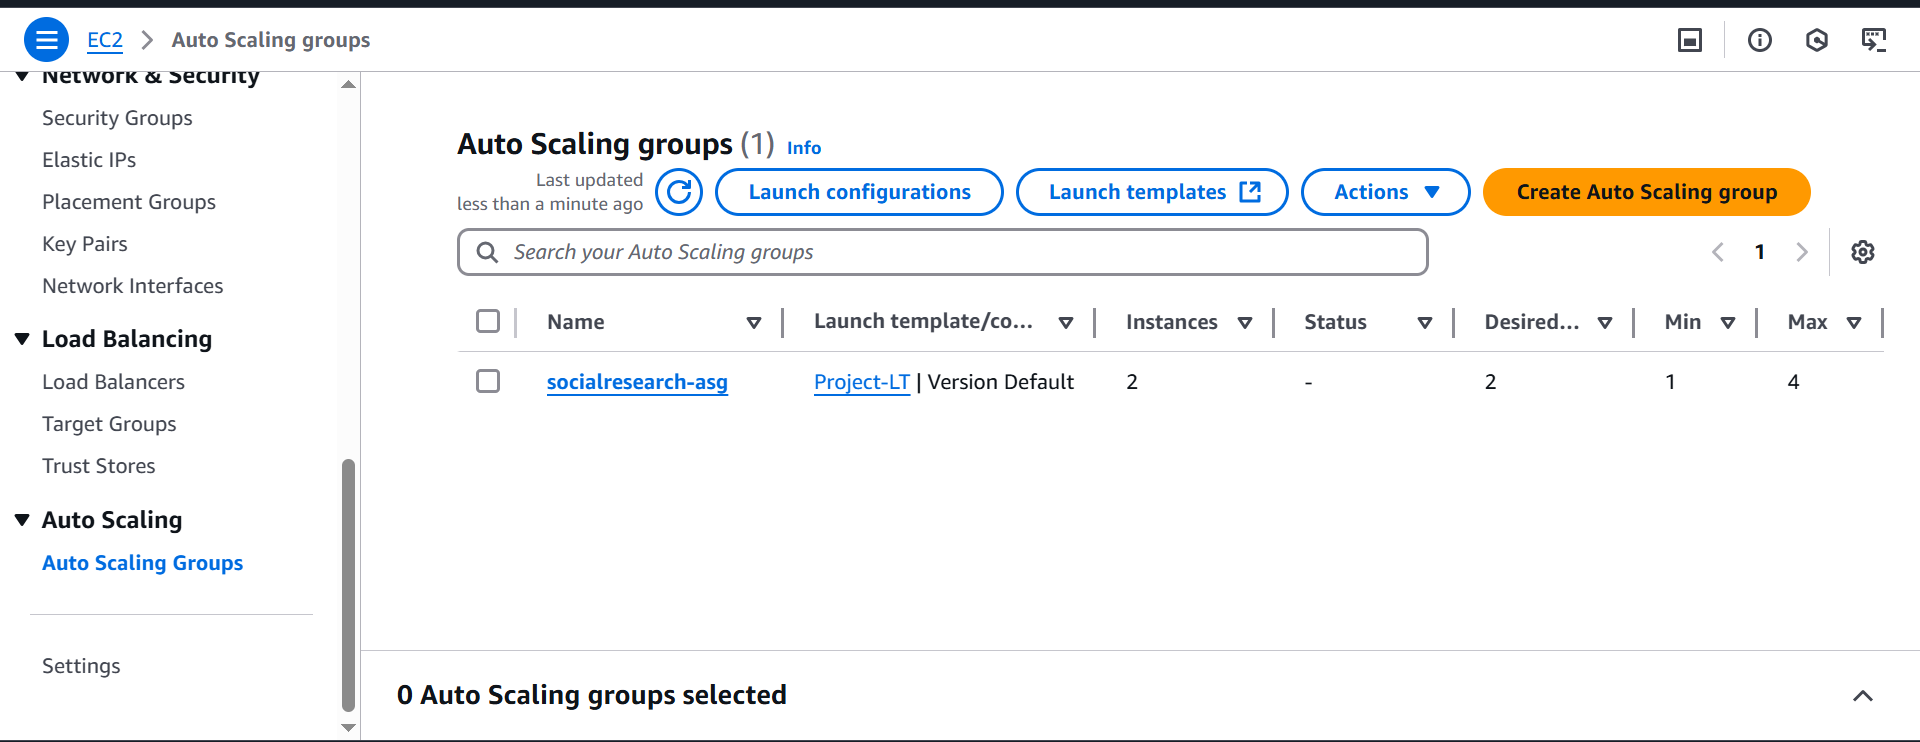 EC2 > Auto Scaling groups
Network & Security
Security Groups
Elastic IPs
Placement Groups
Key Pairs
Network Interfaces
Load Balancing
Load Balancers
Target Groups
Trust Stores
Auto Scaling
Auto Scaling Groups
Settings
Auto Scaling groups (1) Info
Last updated
less than a minute ago
Launch configurations
Launch templates
Actions
Create Auto Scaling group
Search your Auto Scaling groups
1
Name Launch template/co... Instances Status Desired... Min Max
socialresearch-asg Project-LT | Version Default 2 - 2 1 4
0 Auto Scaling groups selected